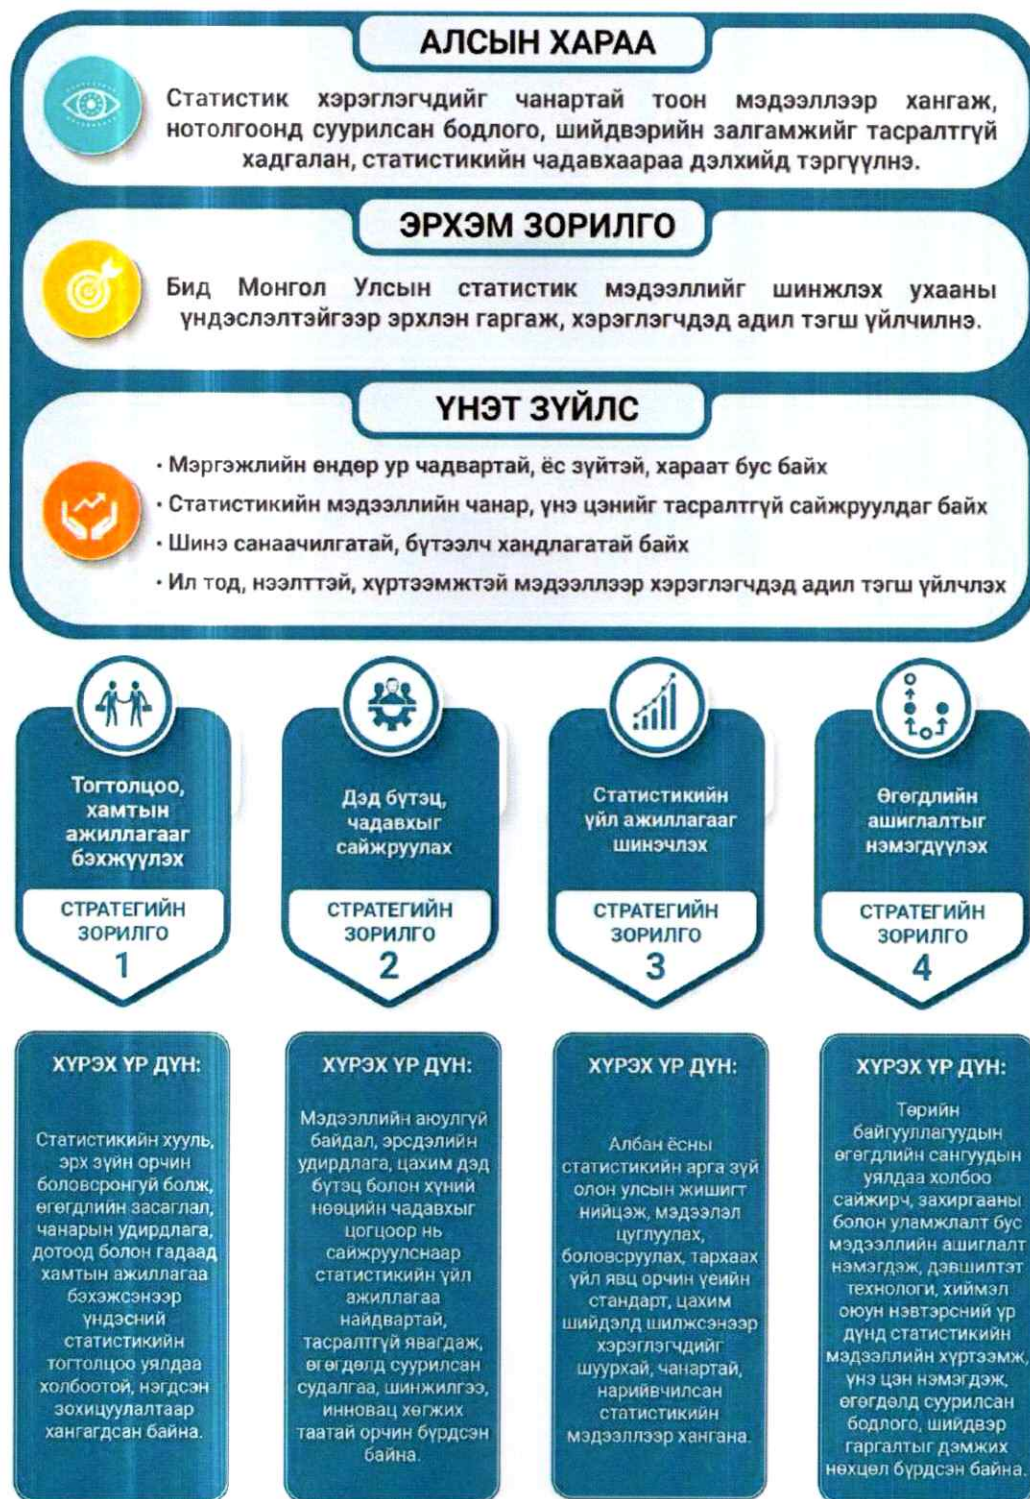 АЛСЫН ХАРАА
Статистик хэрэглэгчдийг чанартай тоон мэдээллээр хангаж,
нотолгоонд суурилсан бодлого, шийдвэрийн залгамжийг тасралтгүй
хадгалан, статистикийн чадавхаараа дэлхийд тэргүүлнэ.
ЭРХЭМ ЗОРИЛГО
Бид Монгол Улсын статистик мэдээллийг шинжлэх ухааны
үндэслэлтэйгээр эрхлэн гаргаж, хэрэглэгчдэд адил тэгш үйлчилнэ.
ҮНЭТ ЗҮЙЛС
· Мэргэжлийн өндөр ур чадвартай, ёс зүйтэй, хараат бус байх
· Статистикийн мэдээллийн чанар, үнэ цэнийг тасралтгүй сайжруулдаг байх
· Шинэ санаачилгатай, бүтээлч хандлагатай байх
· Ил тод, нээлттэй, хүртээмжтэй мэдээллээр хэрэглэгчдэд адил тэгш үйлчлэх
Тогтолцоо,
хамтын
ажиллагааг
бэхжүүлэх
СТРАТЕГИЙН
ЗОРИЛГО
1
Дэд бүтэц,
чадавхыг
сайжруулах
СТРАТЕГИЙН
ЗОРИЛГО
2
Статистикийн
үйл ажиллагааг
шинэчлэх
СТРАТЕГИЙН
ЗОРИЛГО
3
Өгөгдлийн
ашиглалтыг
нэмэгдүүлэх
СТРАТЕГИЙН
ЗОРИЛГО
4
ХҮРЭХ ҮР ДҮН:
Статистикийн хууль,
эрх зүйн орчин
боловсронгуй болж,
өгөгдлийн засаглал,
чанарын удирдлага,
дотоод болон гадаад
хамтын ажиллагаа
бэхэжсэнээр
үндэсний
статистикийн
тогтолцоо уялдаа
холбоотой, нэгдсэн
зохицуулалтаар
хангагдсан байна.
ХҮРЭХ ҮР ДҮН:
Мэдээллийн аюулгүй
байдал, эрсдэлийн
удирдлага, цахим дэд
бүтэц болон хүний
нөөцийн чадавхыг
цогцоор нь
сайжруулснаар
статистикийн үйл
ажиллагаа
найдвартай,
тасралтгүй явагдаж,
өгөгдөлд суурилсан
судалгаа, шинжилгээ,
инновац хөгжих
таатай орчин бүрдсэн
байна.
ХҮРЭХ ҮР ДҮН:
Албан ёсны
статистикийн арга зүй
олон улсын жишигт
нийцэж, мэдээлэл
цуглуулах,
боловсруулах, тархаах
үйл явц орчин үеийн
стандарт, цахим
шийдэлд шилжсэнээр
хэрэглэгчдийг
шуурхай, чанартай,
нарийвчилсан
статистикийн
мэдээллээр хангана.
ХҮРЭХ ҮР ДҮН:
Төрийн
байгууллагуудын
өгөгдлийн сангуудын
уялдаа холбоо
сайжирч, захиргааны
болон уламжлалт бус
мэдээллийн ашиглалт
нэмэгдэж, дэвшилтэт
технологи, хиймэл
оюун нэвтэрсний үр
дүнд статистикийн
мэдээллийн хүртээмж,
үнэ цэн нэмэгдэж,
өгөгдөлд суурилсан
бодлого, шийдвэр
гаргалтыг дэмжих
нөхцөл бүрдсэн байна.